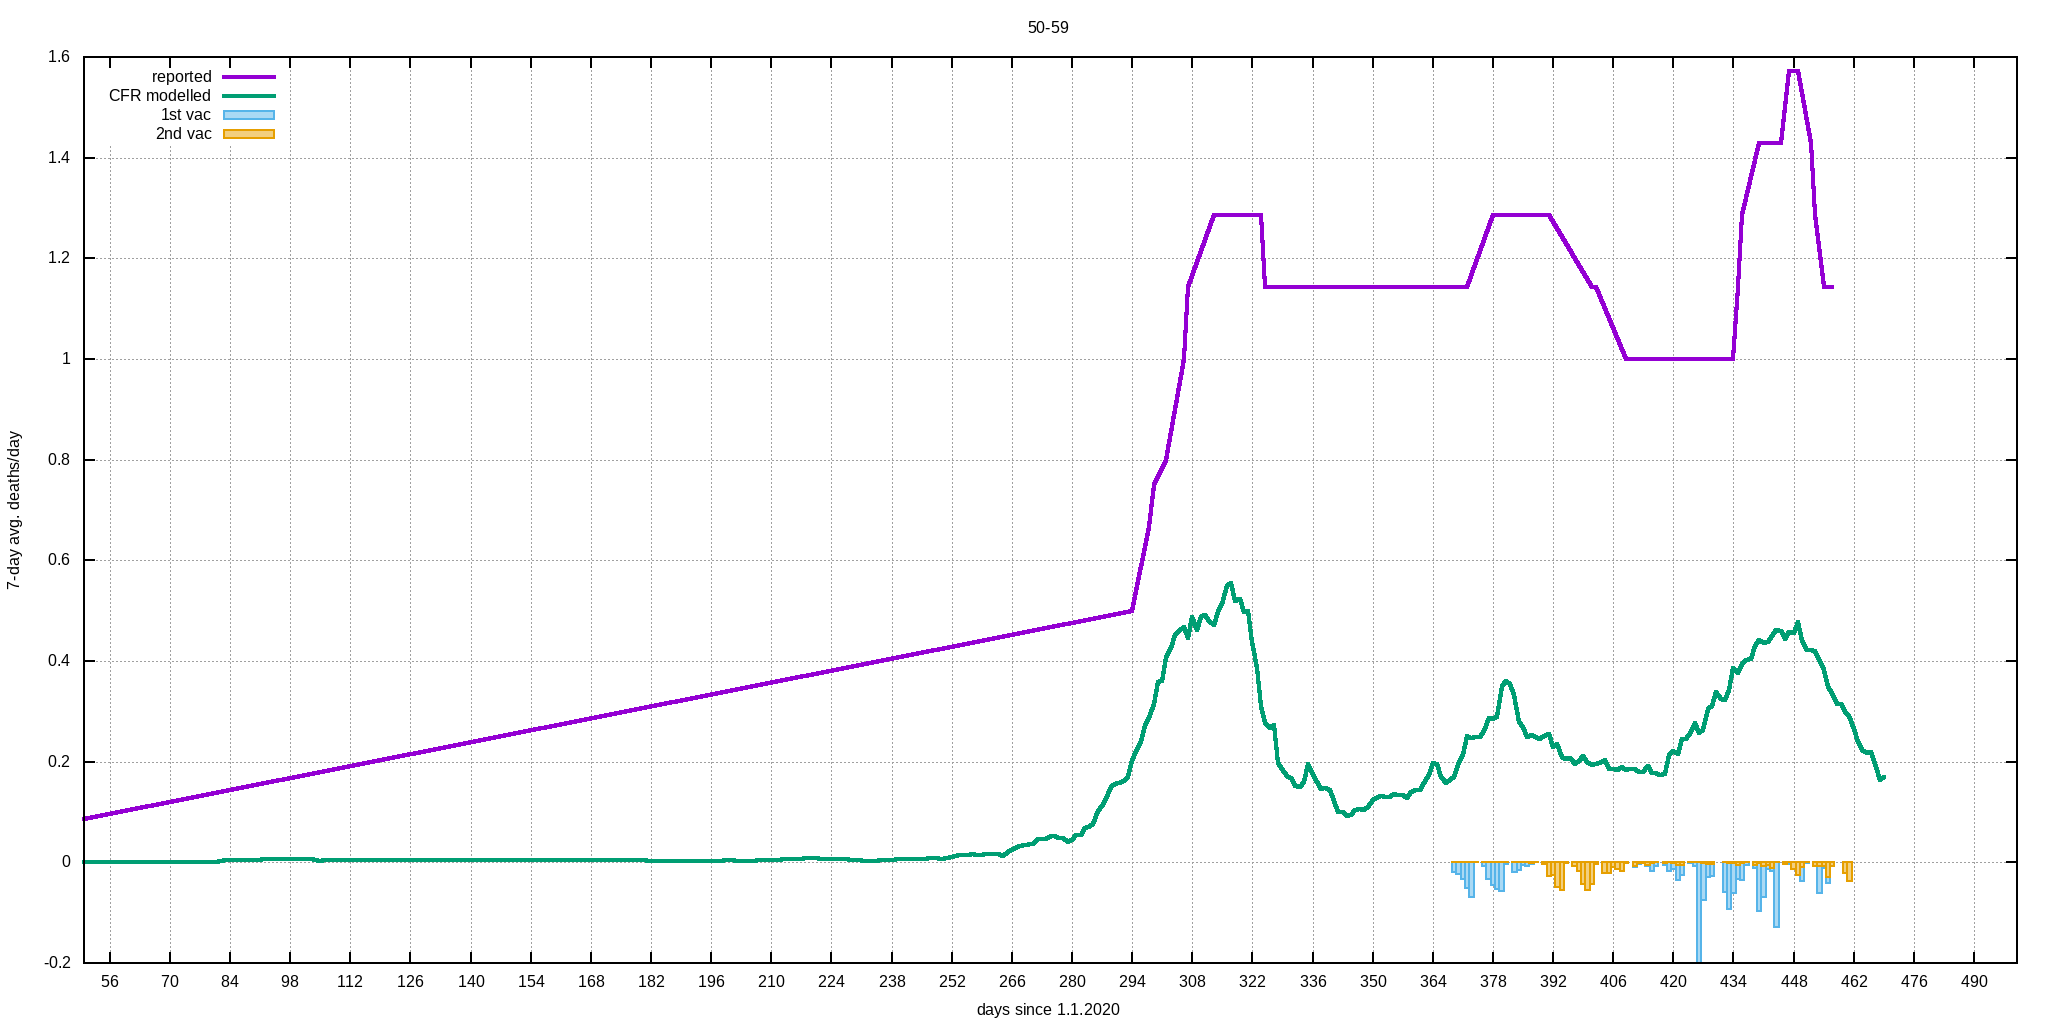 50-59
reported
CFR modelled
1st vac
2nd vac
1.6
1.4
1.2
1
0.8
0.6
0.4
0.2
0
-0.2
7-day avg. deaths/day
56 70 84 98 112 126 140 154 168 182 196 210 224 238 252 266 280 294 308 322 336 350 364 378 392 406 420 434 448 462 476 490
days since 1.1.2020